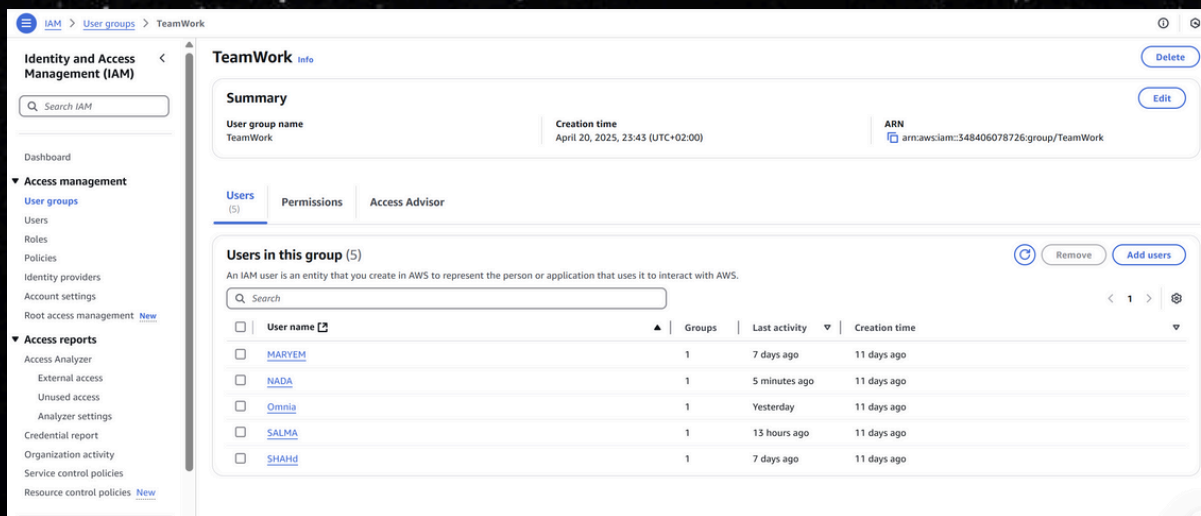 IAM > User groups > TeamWork
Identity and Access Management (IAM)
Search IAM
Dashboard
Access management
User groups
Users
Roles
Policies
Identity providers
Account settings
Root access management New
Access reports
Access Analyzer
External access
Unused access
Analyzer settings
Credential report
Organization activity
Service control policies
Resource control policies New
TeamWork Info
Delete
Summary
Edit
User group name
TeamWork
Creation time
April 20, 2025, 23:43 (UTC+02:00)
ARN
arn:aws:iam::348406078726:group/TeamWork
Users (5)
Permissions
Access Advisor
Users in this group (5)
Remove
Add users
An IAM user is an entity that you create in AWS to represent the person or application that uses it to interact with AWS.
Search
< 1 >
User name Groups Last activity Creation time
MARYEM 1 7 days ago 11 days ago
NADA 1 5 minutes ago 11 days ago
Omnia 1 Yesterday 11 days ago
SALMA 1 13 hours ago 11 days ago
SHAHd 1 7 days ago 11 days ago